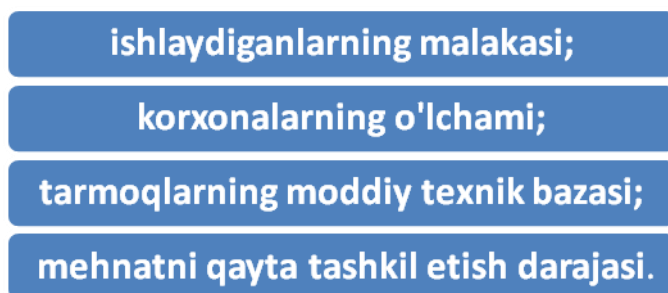 ishlaydiganlarning malakasi;
korxonalarning o'lchami;
tarmoqlarning moddiy texnik bazasi;
mehnatni qayta tashkil etish darajasi.